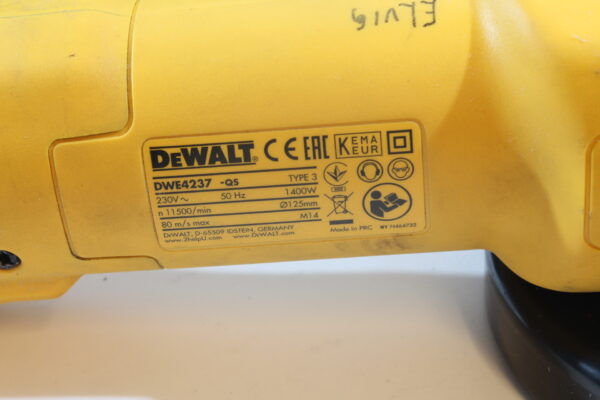 ELVIS
DEWALT® CE EAC KEMA KEUR
DWE4237 -QS TYPE 3
230V~ 50 Hz 1400W
n 11500/min Ø125mm
80 m/s max M14
DEWALT, D-65509 IDSTEIN, GERMANY
www.2helpU.com www.DEWALT.com
Made in PRC